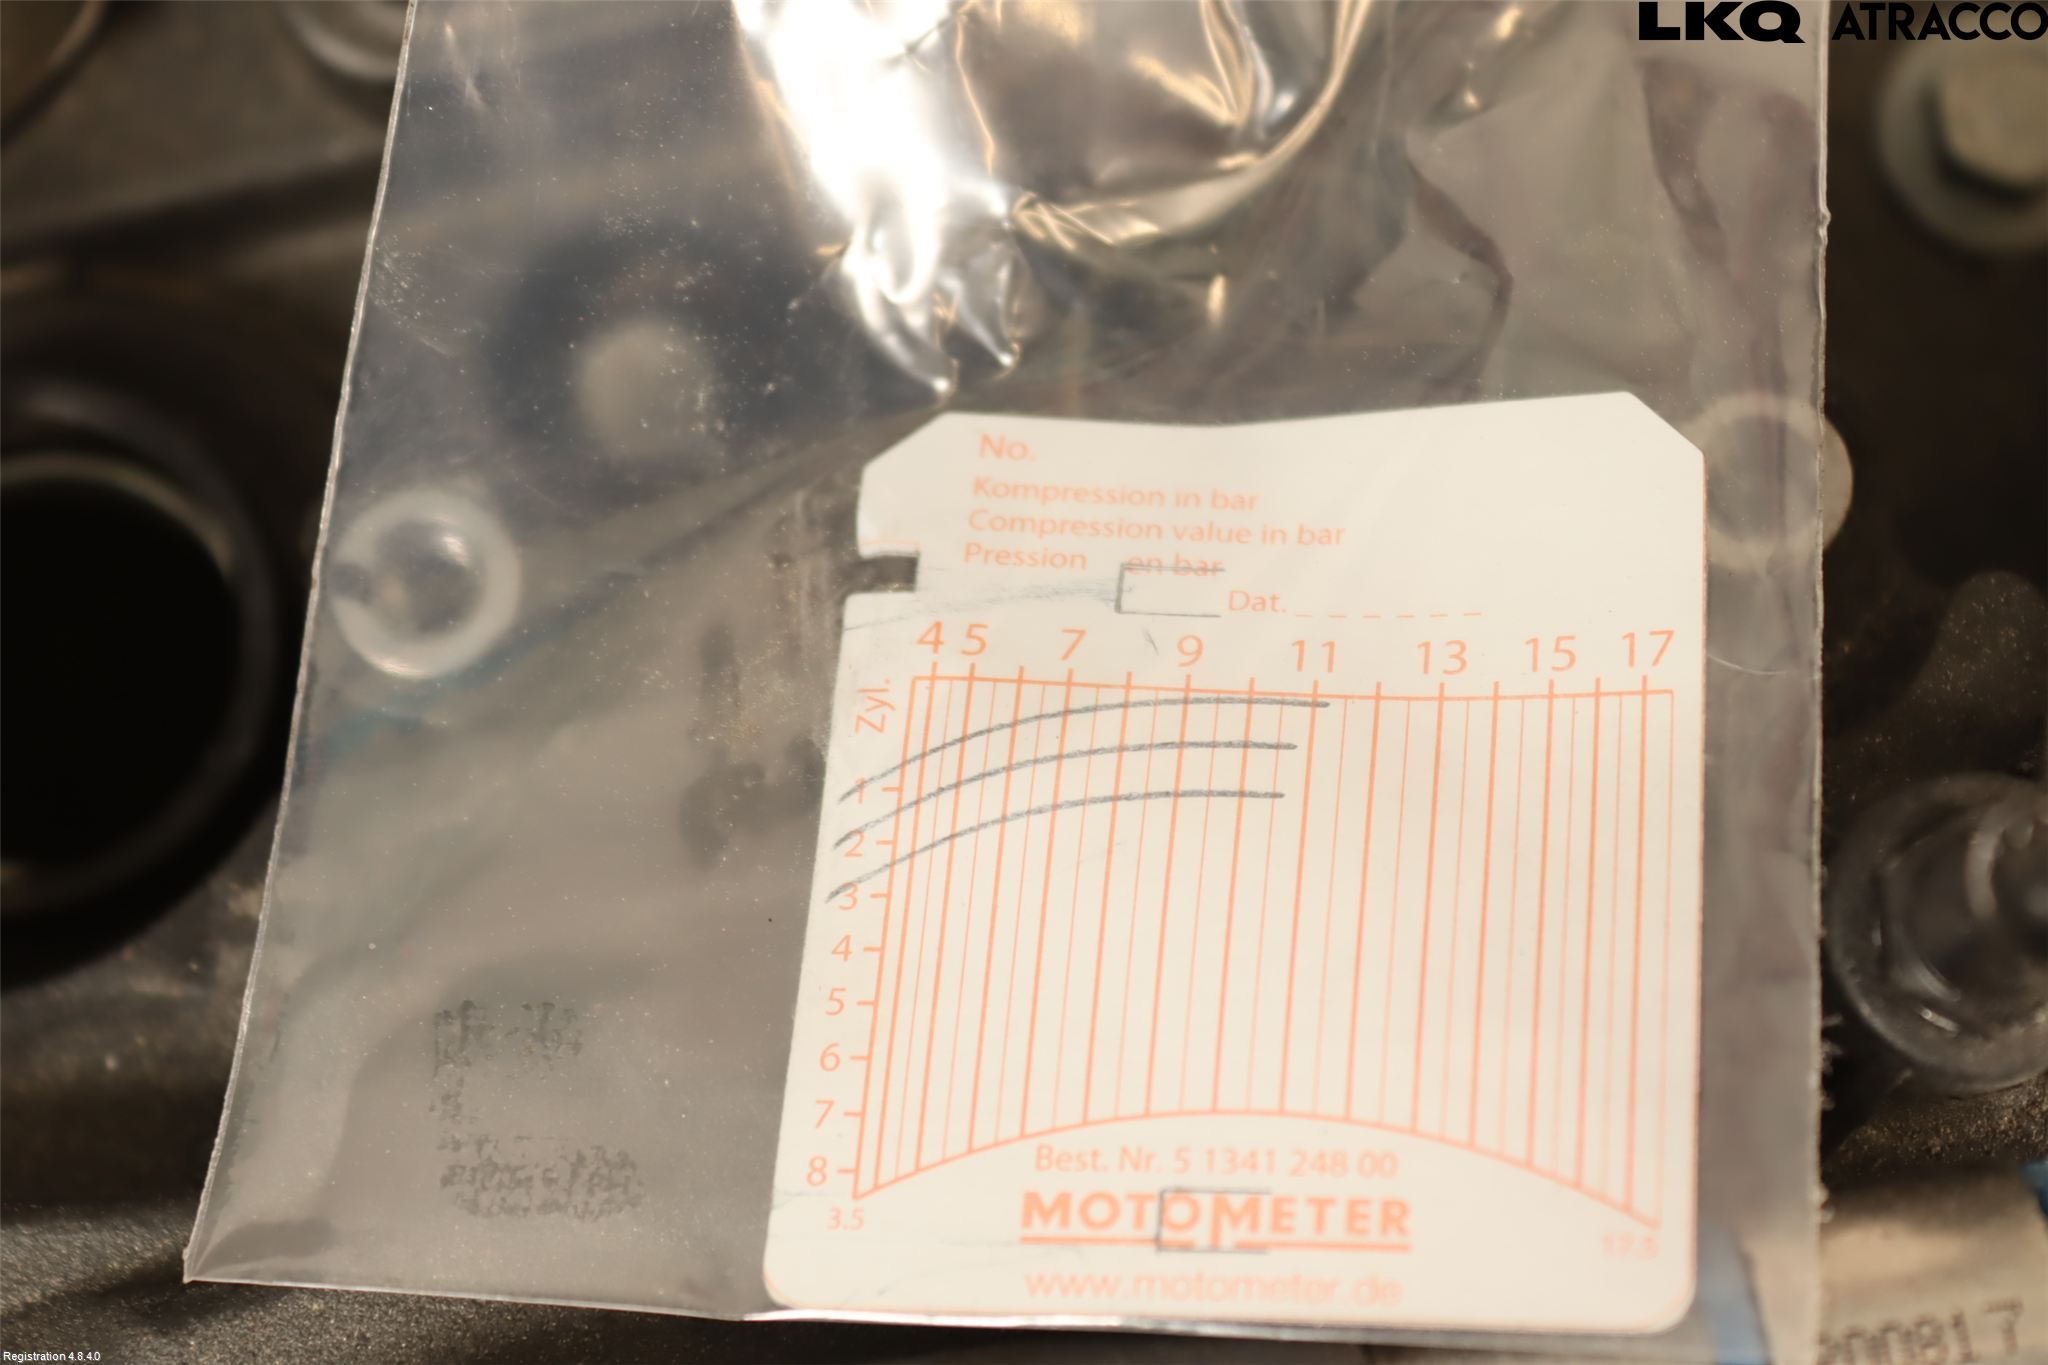 LKQ ATRACCO
No.
Kompression in bar
Compression value in bar
Pression en bar
Dat.
4 5 7 9 11 13 15 17
Zyl.
1
2
3
4
5
6
7
8
3.5
17.5
Best. Nr. 5 1341 248 00
MOTOMETER
www.motometer.de
Registration 4.8.4.0